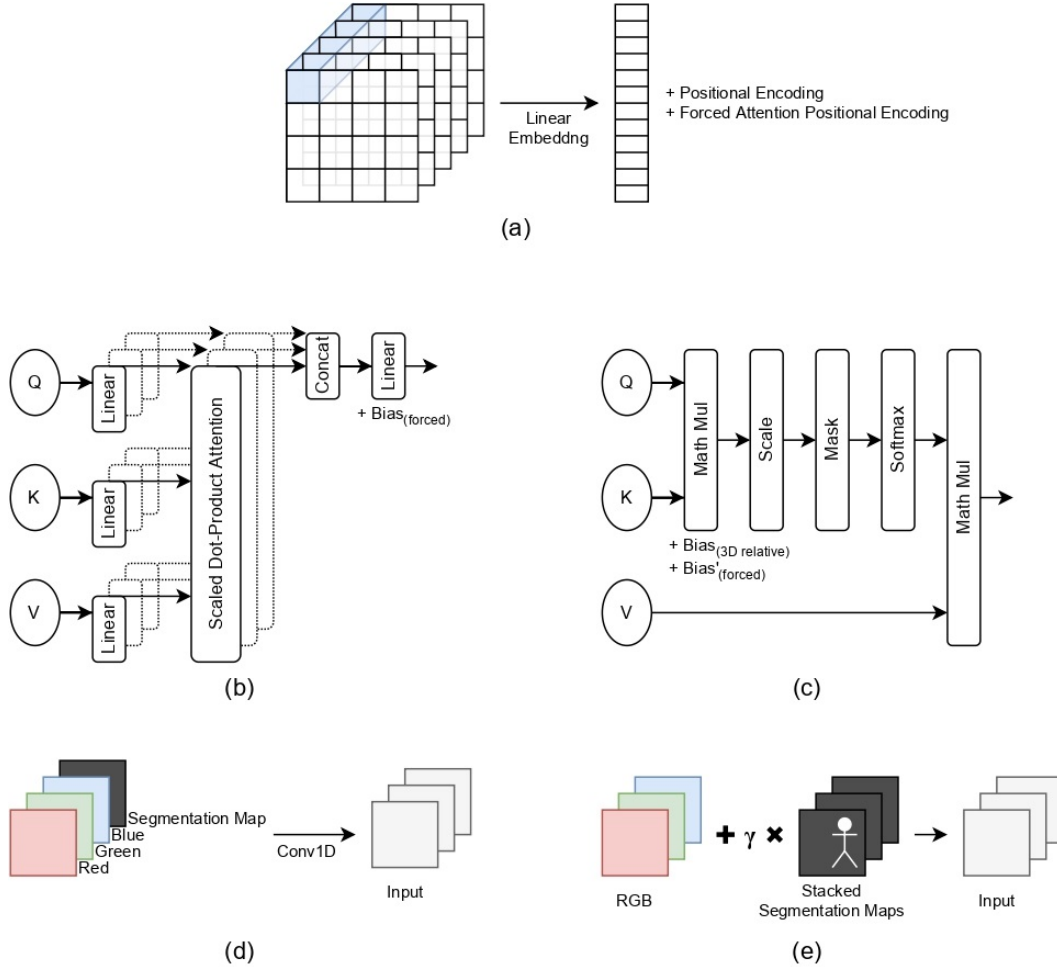 Linear
Embeddng
+ Positional Encoding
+ Forced Attention Positional Encoding
(a)
Q
K
V
Linear
Linear
Linear
Scaled Dot-Product Attention
Concat
Linear
+ Bias(forced)
(b)
Q
K
V
Math Mul
Scale
Mask
Softmax
Math Mul
+ Bias(3D relative)
+ Bias'(forced)
(c)
Segmentation Map
Blue
Green
Red
Conv1D
Input
(d)
RGB
+ γ ×
Stacked
Segmentation Maps
Input
(e)